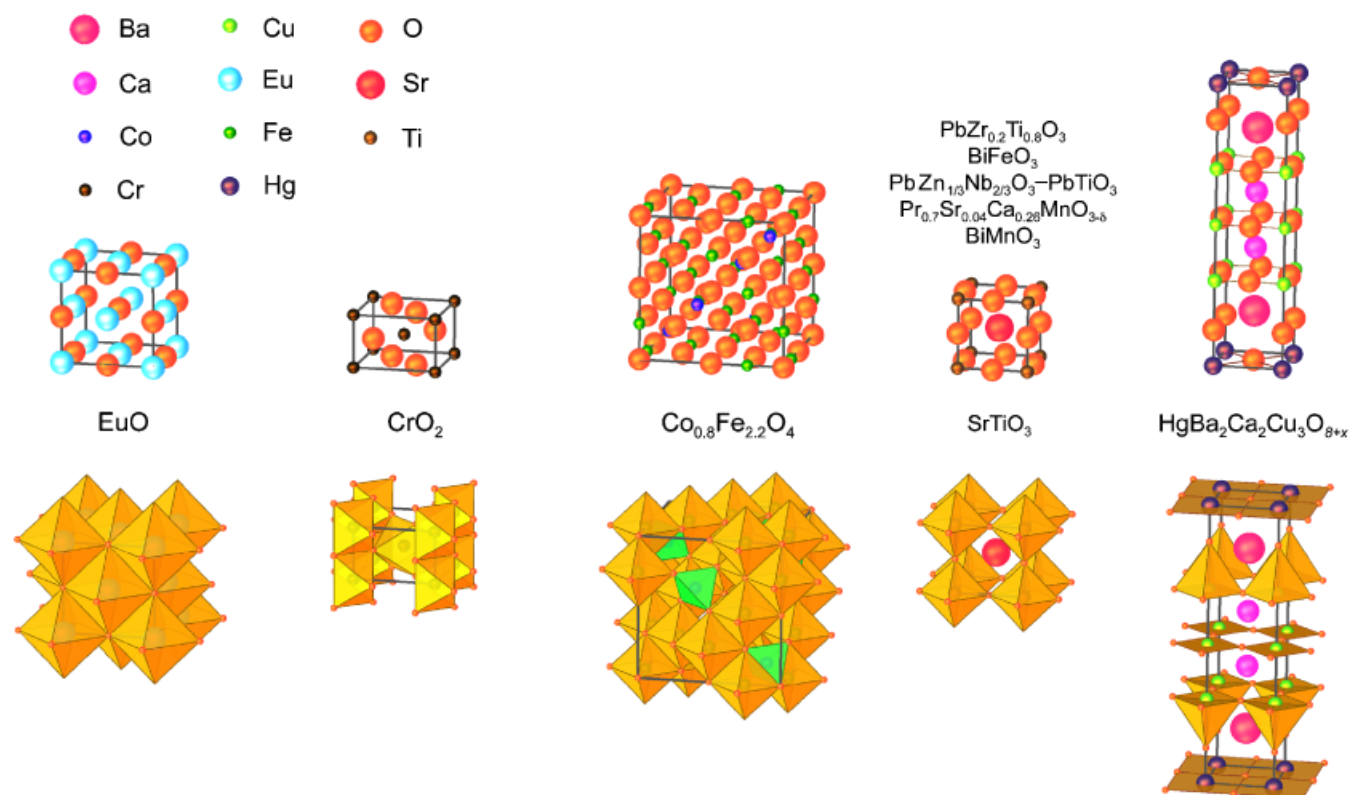 Ba
Cu
O
Ca
Eu
Sr
Co
Fe
Ti
Cr
Hg
PbZr₀.₂Ti₀.₈O₃
BiFeO₃
PbZn₁/₃Nb₂/₃O₃–PbTiO₃
Pr₀.₇Sr₀.₀₄Ca₀.₂₆MnO₃₋δ
BiMnO₃
EuO
CrO₂
Co₀.₈Fe₂.₂O₄
SrTiO₃
HgBa₂Ca₂Cu₃O₈₊ₓ